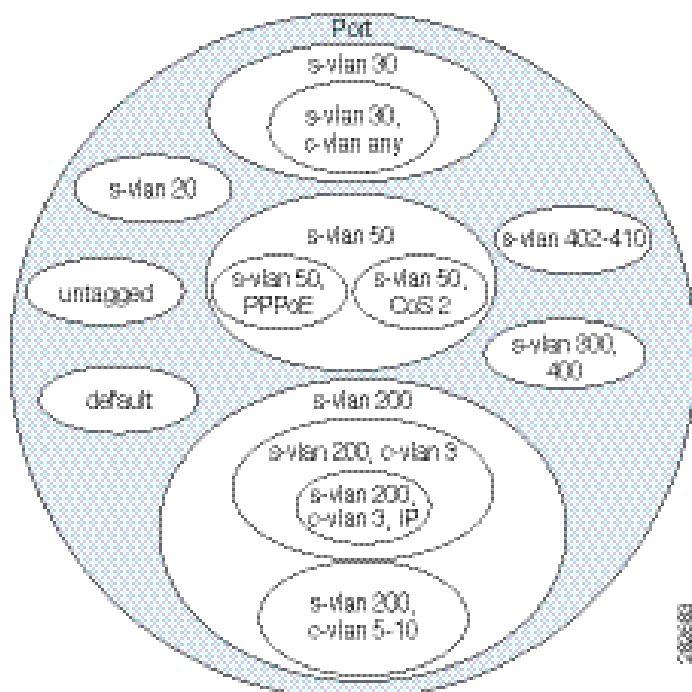 Port
s-vlan 30
s-vlan 30,
c-vlan any
s-vlan 20
s-vlan 50
s-vlan 402-410
s-vlan 50,
PPPoE
s-vlan 50,
CoS 2
untagged
s-vlan 300,
400
default
s-vlan 200
s-vlan 200, c-vlan 3
s-vlan 200,
c-vlan 3, IP
s-vlan 200,
c-vlan 5-10